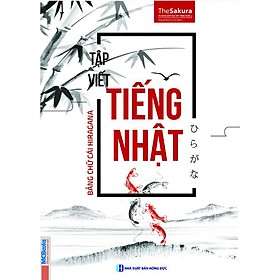 TheSakura
TẬP
VIẾT
TIẾNG
NHẬT
BẢNG CHỮ CÁI HIRAGANA
ひらがな
MCBooks
NHÀ XUẤT BẢN HỒNG ĐỨC